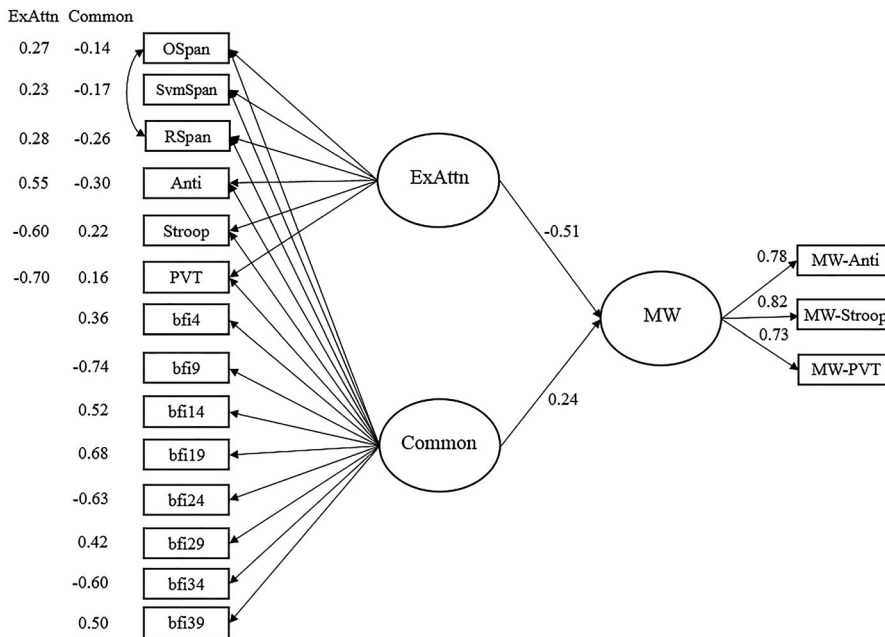 ExAttn Common
0.27 -0.14 OSpan
0.23 -0.17 SvmSpan
0.28 -0.26 RSpan
0.55 -0.30 Anti
-0.60 0.22 Stroop
-0.70 0.16 PVT
0.36 bfi4
-0.74 bfi9
0.52 bfi14
0.68 bfi19
-0.63 bfi24
0.42 bfi29
-0.60 bfi34
0.50 bfi39
ExAttn
Common
-0.51
0.24
MW
0.78 MW-Anti
0.82 MW-Stroop
0.73 MW-PVT